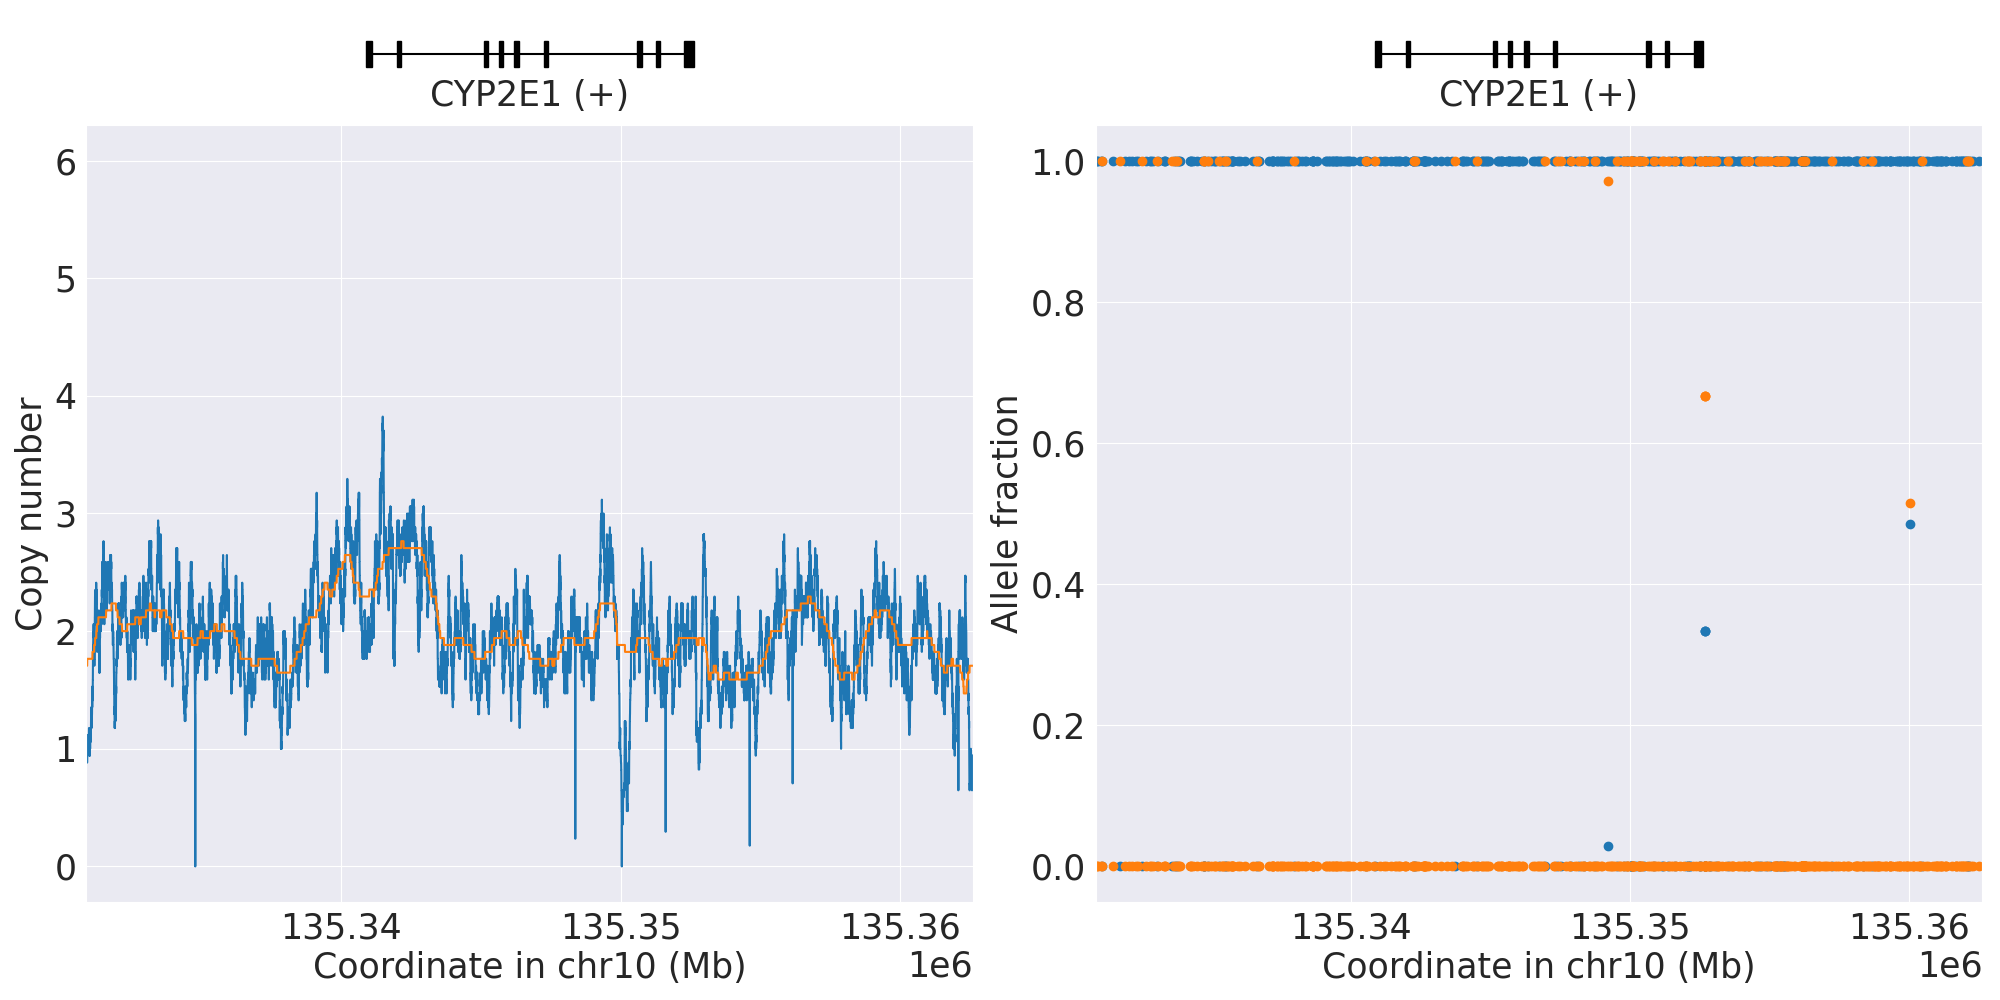 CYP2E1 (+)
6
5
4
3
2
1
0
Copy number
135.34 135.35 135.36
Coordinate in chr10 (Mb)
1e6
CYP2E1 (+)
1.0
0.8
0.6
0.4
0.2
0.0
Allele fraction
135.34 135.35 135.36
Coordinate in chr10 (Mb)
1e6